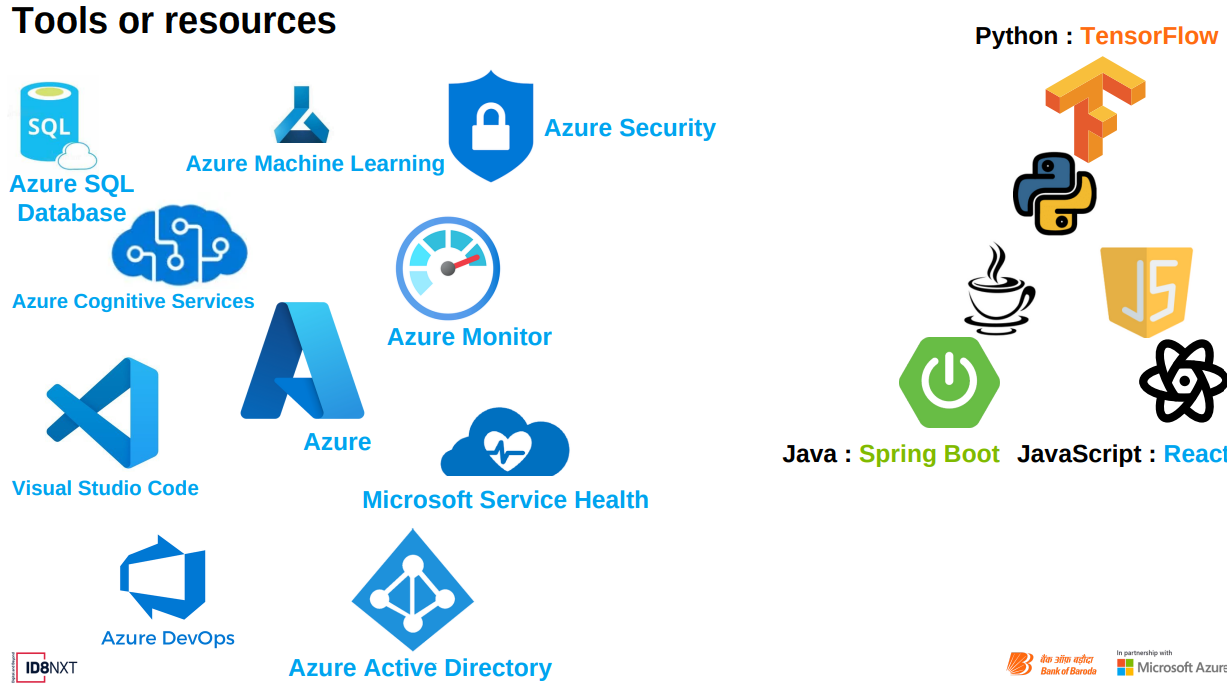 Tools or resources
Python : TensorFlow
SQL
Azure SQL
Database
Azure Machine Learning
Azure Security
Azure Cognitive Services
Azure Monitor
JS
Azure
Visual Studio Code
Microsoft Service Health
Java : Spring Boot
JavaScript : React
Azure DevOps
Azure Active Directory
ID8NXT
बैंक ऑफ़ बड़ौदा
Bank of Baroda
In partnership with
Microsoft Azure